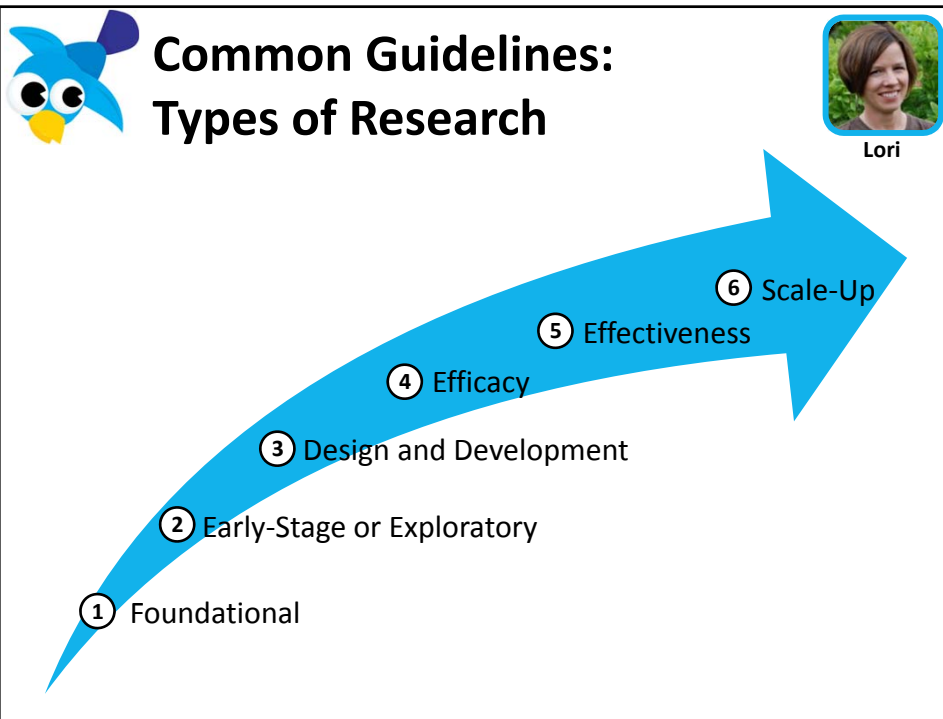 Common Guidelines:
Types of Research
Lori
6 Scale-Up
5 Effectiveness
4 Efficacy
3 Design and Development
2 Early-Stage or Exploratory
1 Foundational